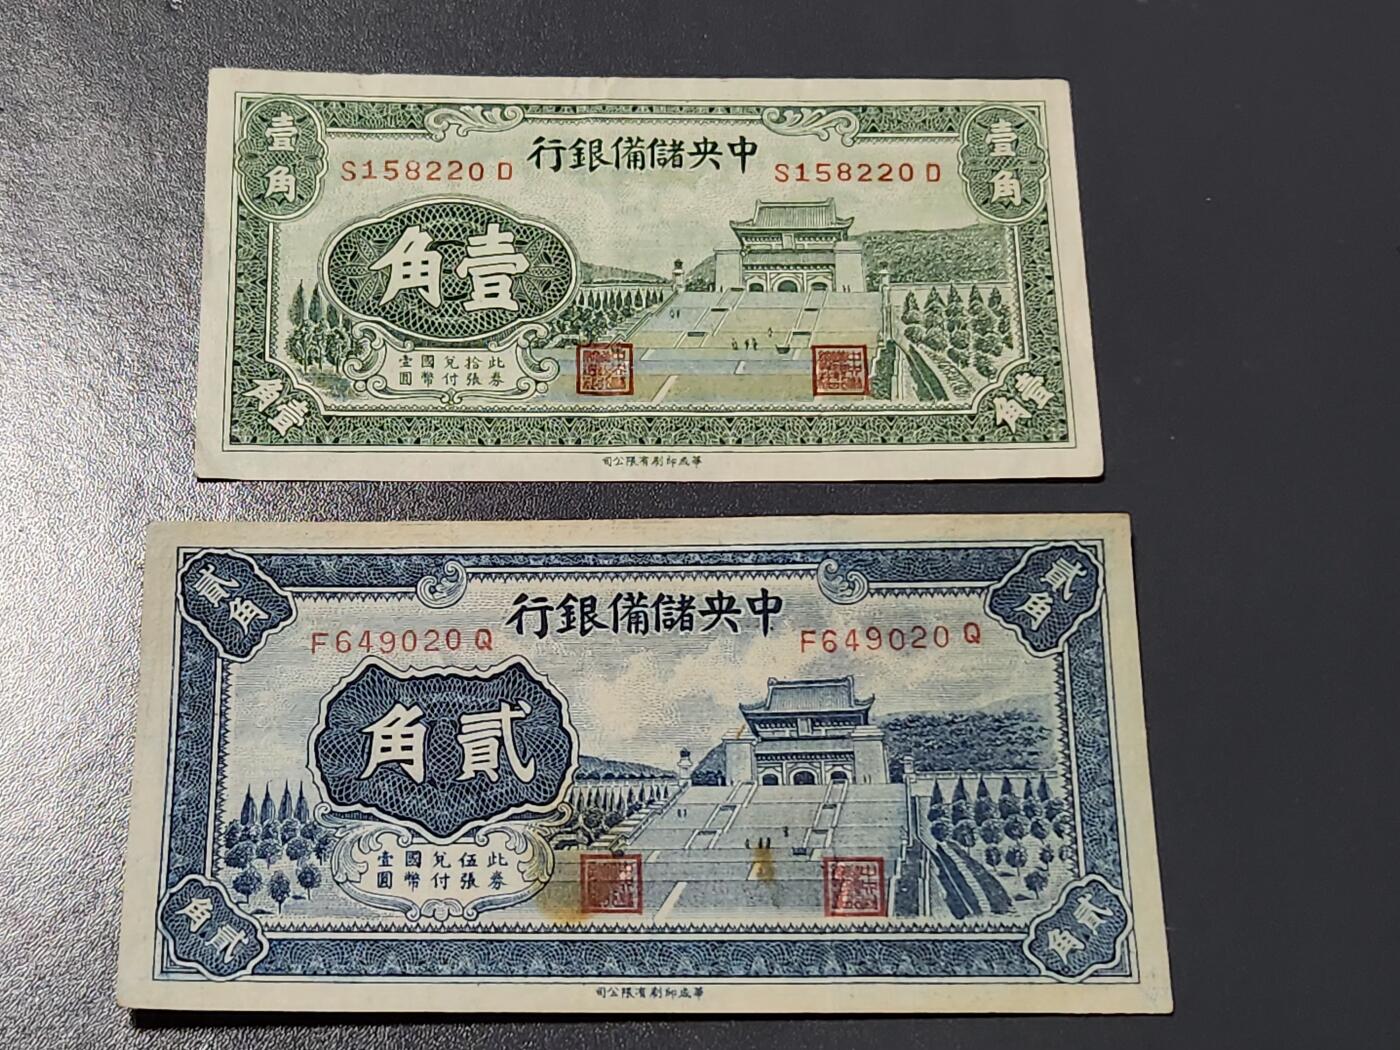 壹角
中央儲備銀行
壹角
S158220 D
S158220 D
壹角
此券拾張兌付國幣壹圓
壹角
壹角
華成印刷有限公司
貳角
中央儲備銀行
貳角
F649020 Q
F649020 Q
貳角
此券伍張兌付國幣壹圓
貳角
貳角
華成印刷有限公司